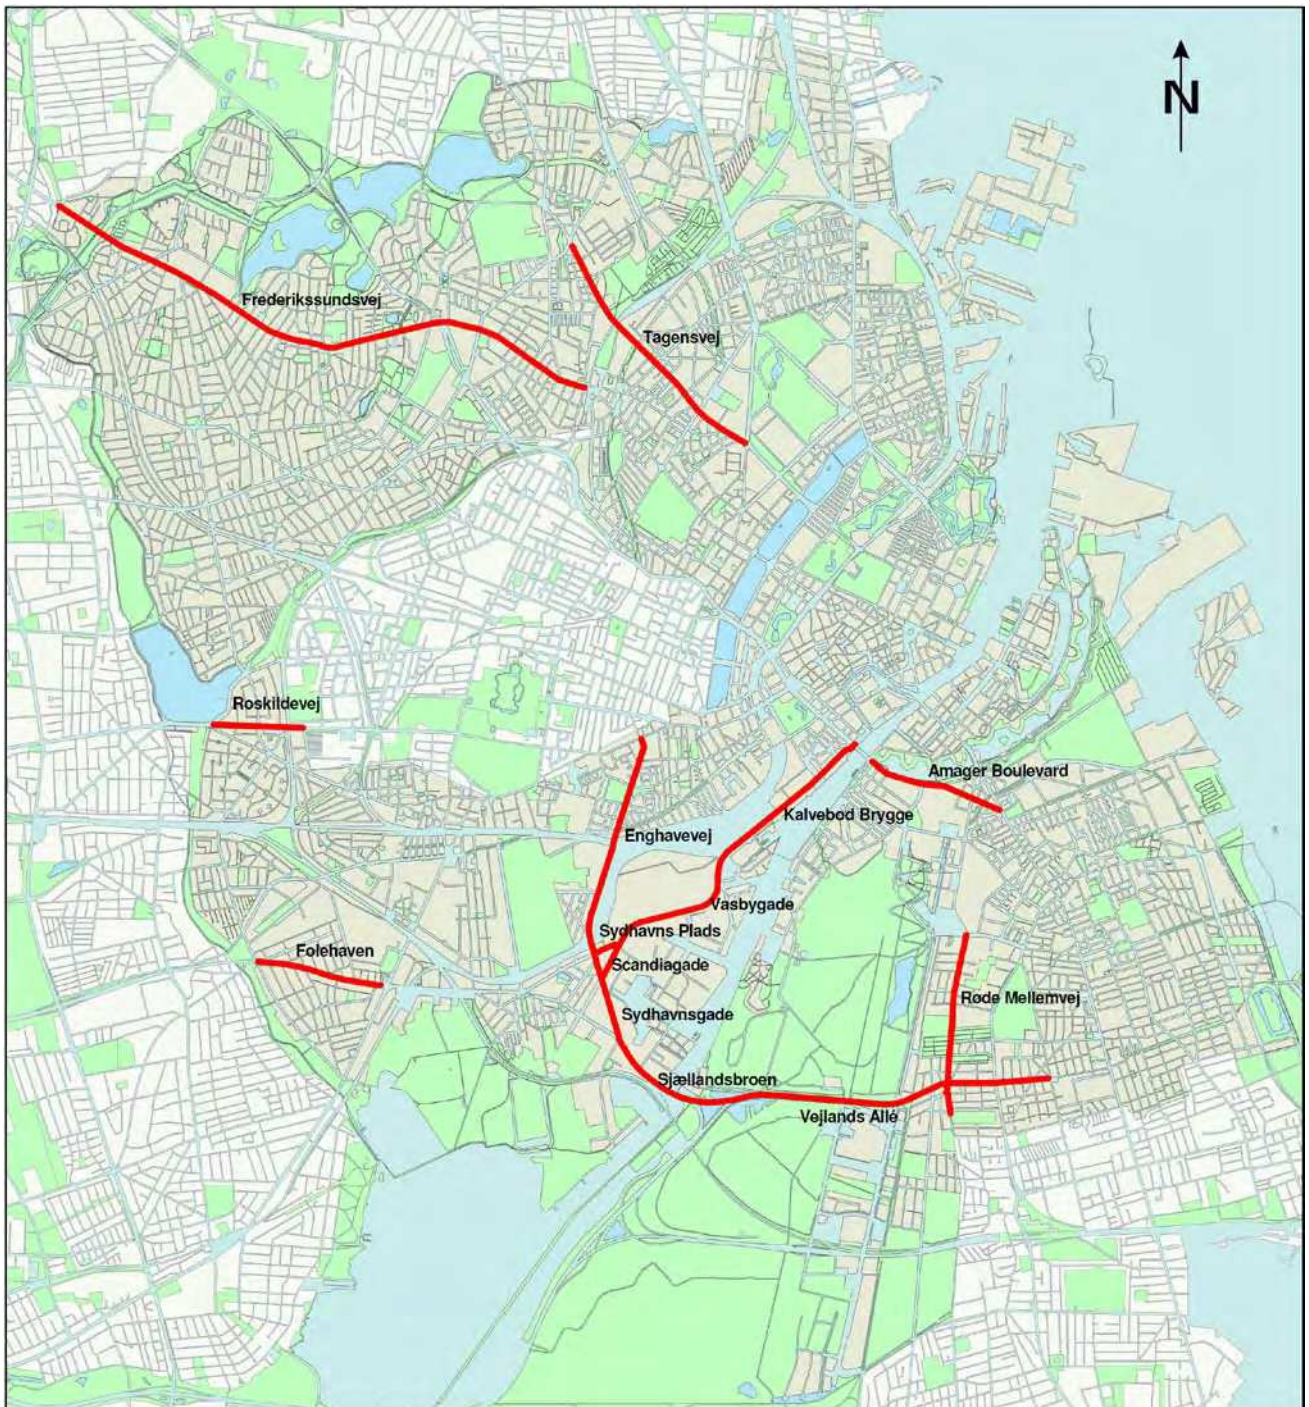 N
Frederikssundsvej
Tagensvej
Roskildevej
Amager Boulevard
Kalvebod Brygge
Enghavevej
Vasbygade
Sydhavns Plads
Folehaven
Scandiagade
Røde Mellemvej
Sydhavnsgade
Sjællandsbroen
Vejlands Allé